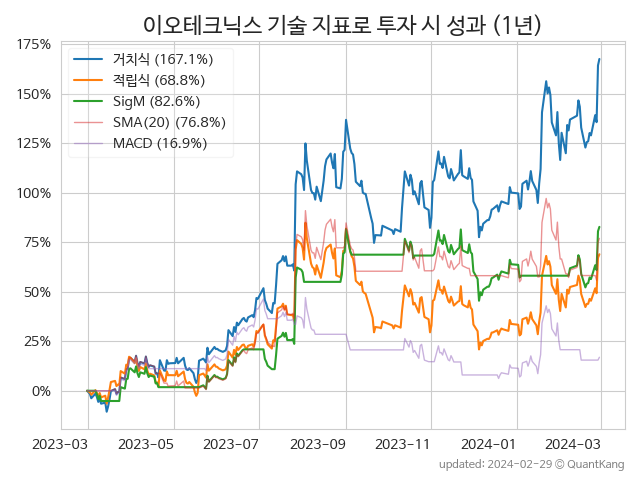 이오테크닉스 기술 지표로 투자 시 성과 (1년)
175%
150%
125%
100%
75%
50%
25%
0%
거치식 (167.1%)
적립식 (68.8%)
SigM (82.6%)
SMA(20) (76.8%)
MACD (16.9%)
2023-03
2023-05
2023-07
2023-09
2023-11
2024-01
2024-03
updated: 2024-02-29 © QuantKang